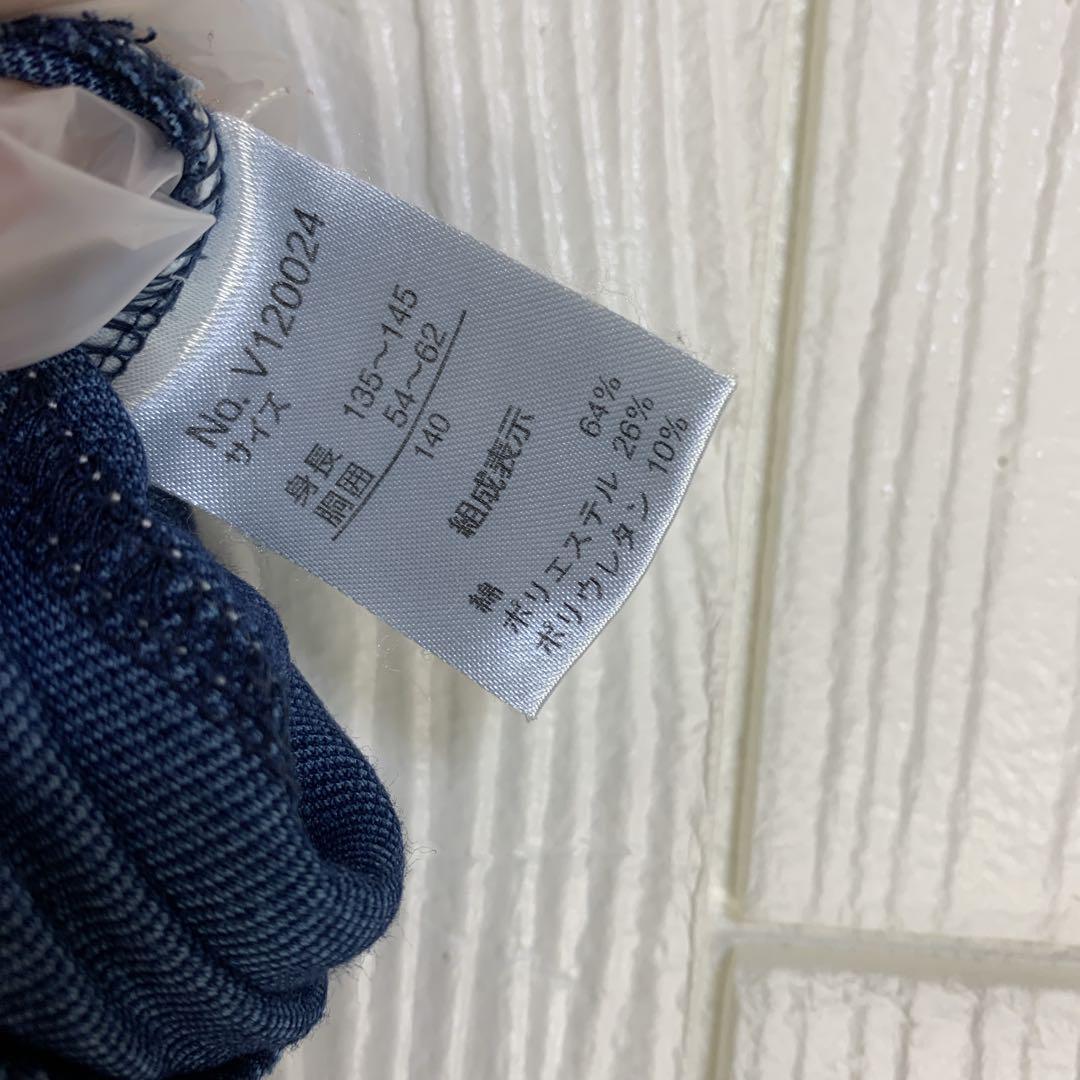 No. V120024
サイズ
身長 135～145
胴囲 54～62
140
組成表示
綿 64%
ポリエステル 26%
ポリウレタン 10%